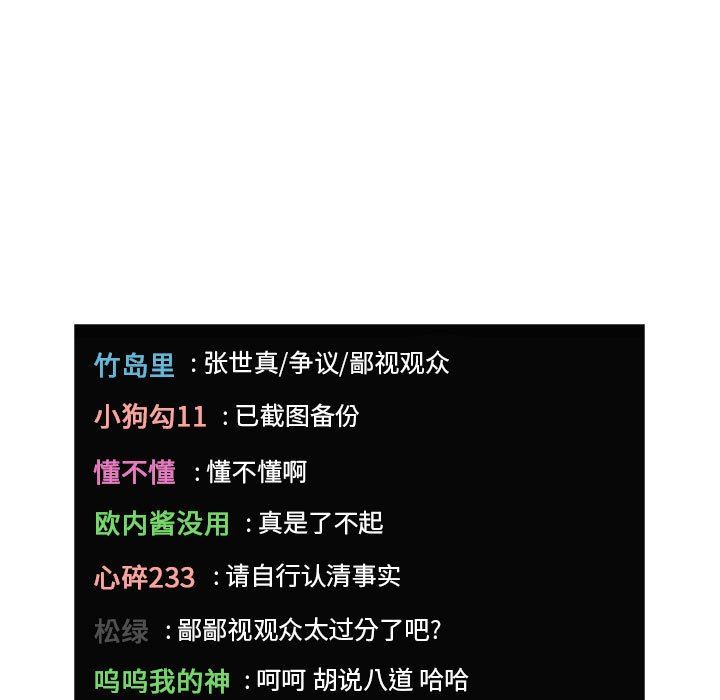 竹岛里 : 张世真/争议/鄙视观众
小狗勾11 : 已截图备份
懂不懂 : 懂不懂啊
欧内酱没用 : 真是了不起
心碎233 : 请自行认清事实
松绿 : 鄙鄙视观众太过分了吧?
呜呜我的神 : 呵呵 胡说八道 哈哈